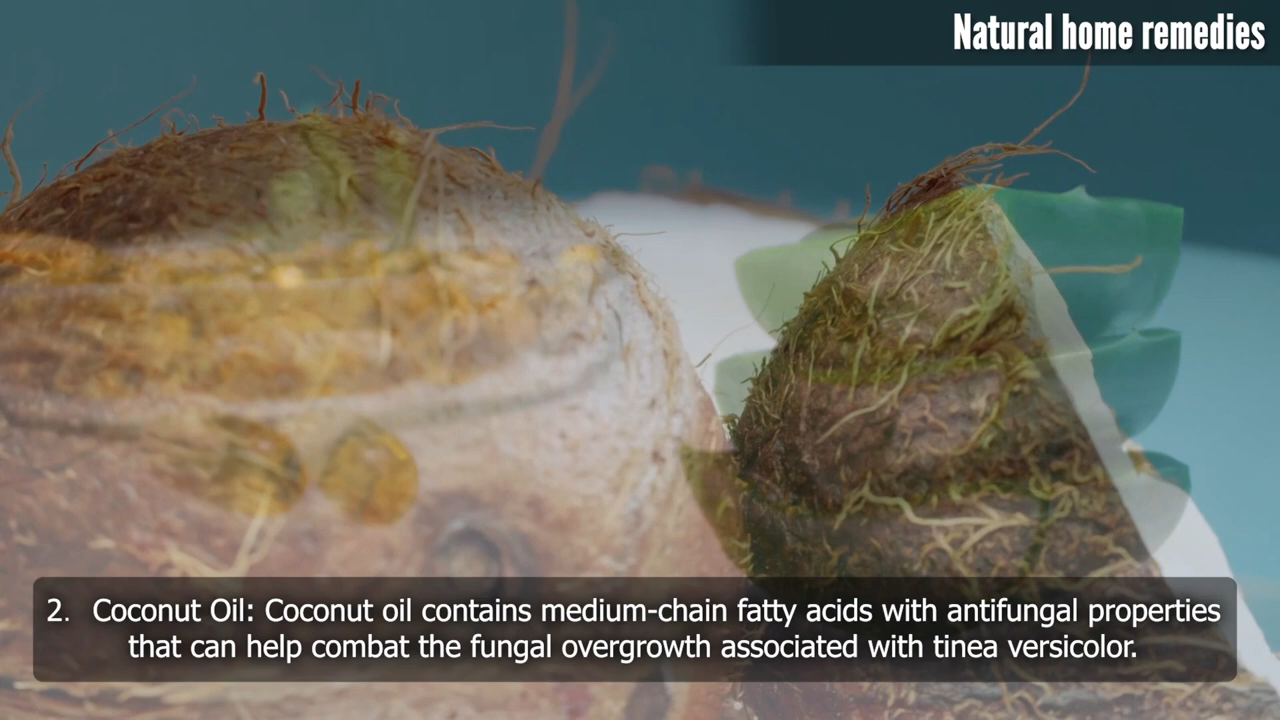 Natural home remedies
2. Coconut Oil: Coconut oil contains medium-chain fatty acids with antifungal properties
that can help combat the fungal overgrowth associated with tinea versicolor.